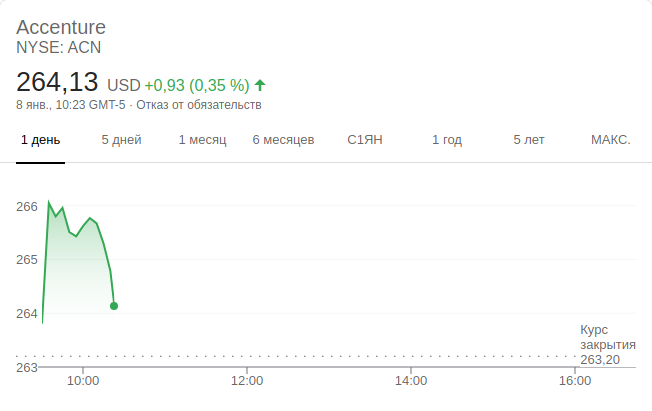 Accenture
NYSE: ACN
264,13 USD +0,93 (0,35 %)
8 янв., 10:23 GMT-5 · Отказ от обязательств
1 день 5 дней 1 месяц 6 месяцев С1ЯН 1 год 5 лет МАКС.
266
265
264
Курс
закрытия
263,20
263
10:00 12:00 14:00 16:00